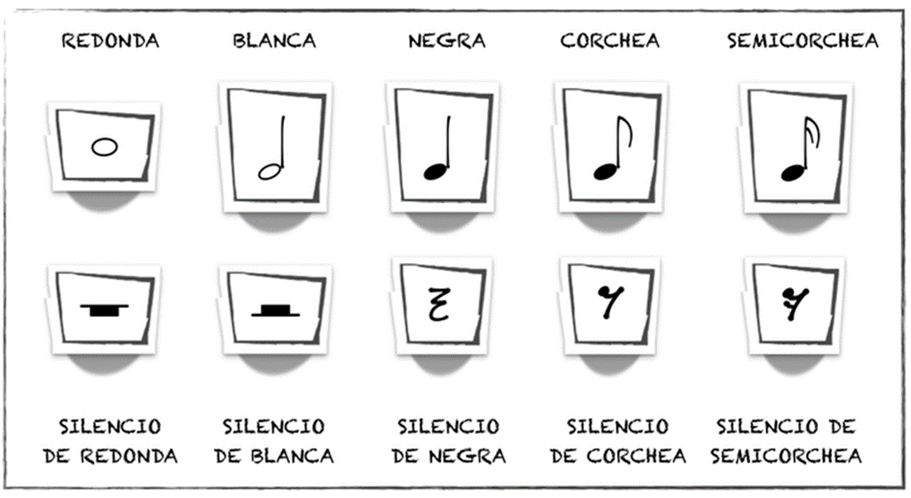 REDONDA BLANCA NEGRA CORCHEA SEMICORCHEA
SILENCIO SILENCIO SILENCIO SILENCIO SILENCIO DE
DE REDONDA DE BLANCA DE NEGRA DE CORCHEA SEMICORCHEA